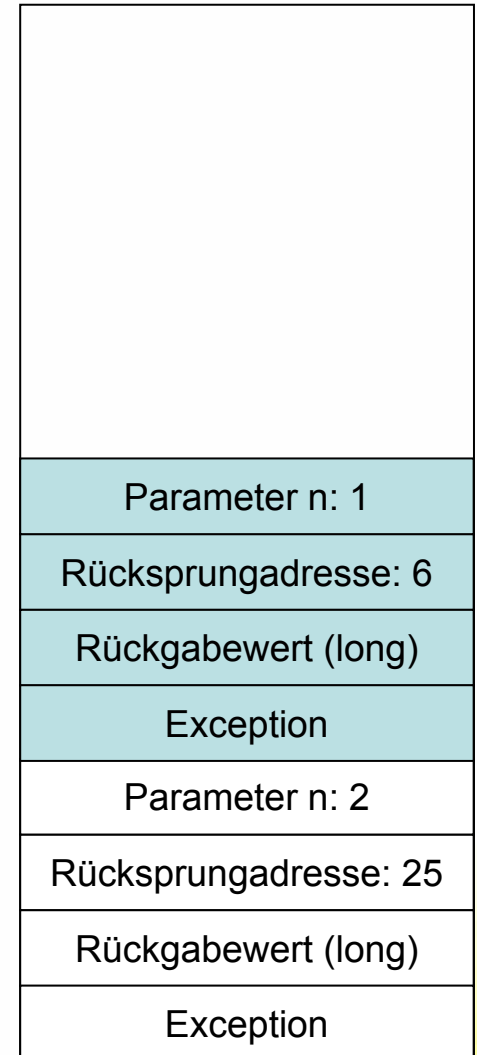 Parameter n: 1
Rücksprungadresse: 6
Rückgabewert (long)
Exception
Parameter n: 2
Rücksprungadresse: 25
Rückgabewert (long)
Exception